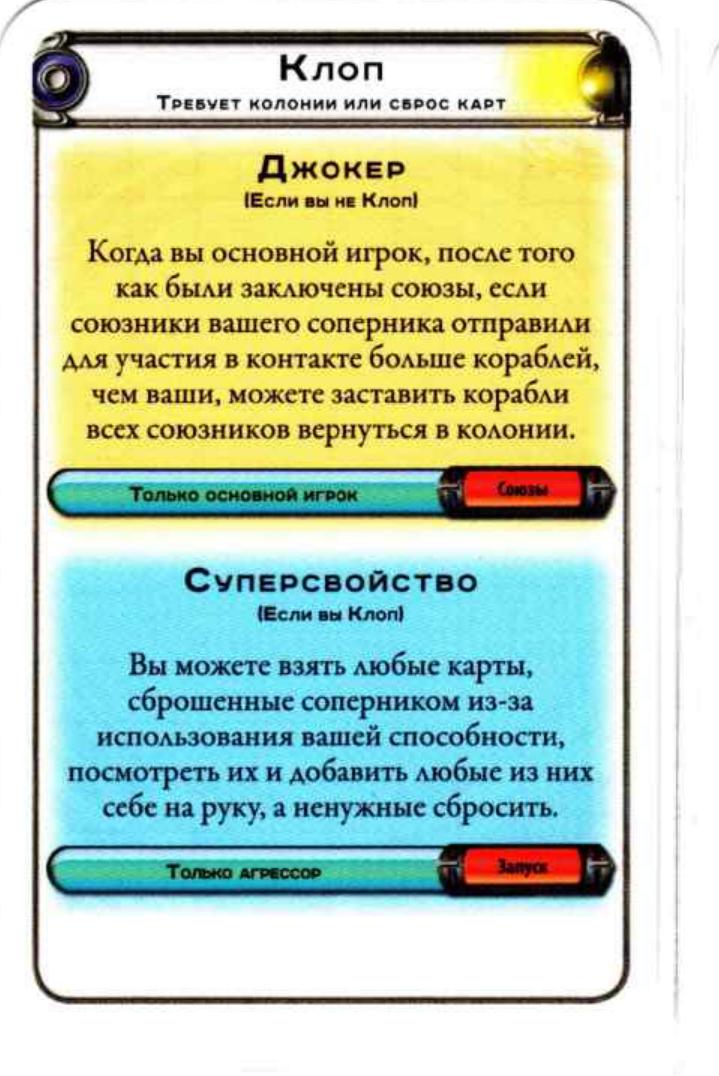 Клоп
Требует колонии или сброс карт
Джокер
(Если вы не Клоп)
Когда вы основной игрок, после того
как были заключены союзы, если
союзники вашего соперника отправили
для участия в контакте больше кораблей,
чем ваши, можете заставить корабли
всех союзников вернуться в колонии.
Только основной игрок
Союзы
Суперсвойство
(Если вы Клоп)
Вы можете взять любые карты,
сброшенные соперником из-за
использования вашей способности,
посмотреть их и добавить любые из них
себе на руку, а ненужные сбросить.
Только агрессор
Запуск